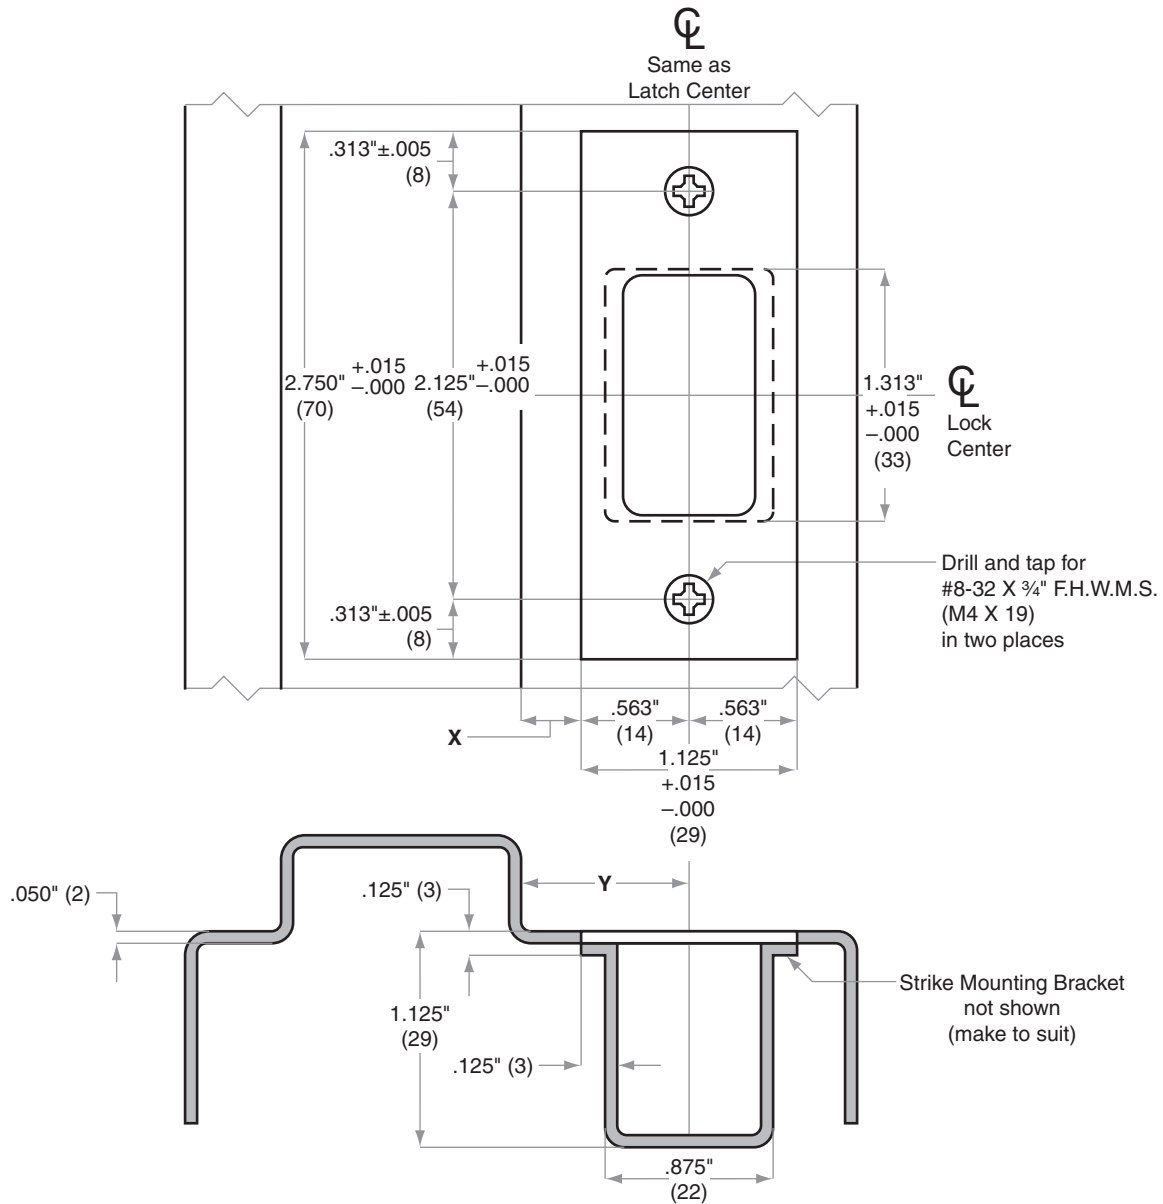 ℄
Same as
Latch Center
.313"±.005
(8)
2.750" +.015
–.000
(70)
2.125" +.015
–.000
(54)
1.313"
+.015
–.000
(33)
℄
Lock
Center
.313"±.005
(8)
Drill and tap for
#8-32 X ¾" F.H.W.M.S.
(M4 X 19)
in two places
X
.563"
(14)
.563"
(14)
1.125"
+.015
–.000
(29)
.050" (2)
.125" (3)
Y
1.125"
(29)
.125" (3)
Strike Mounting Bracket
not shown
(make to suit)
.875"
(22)